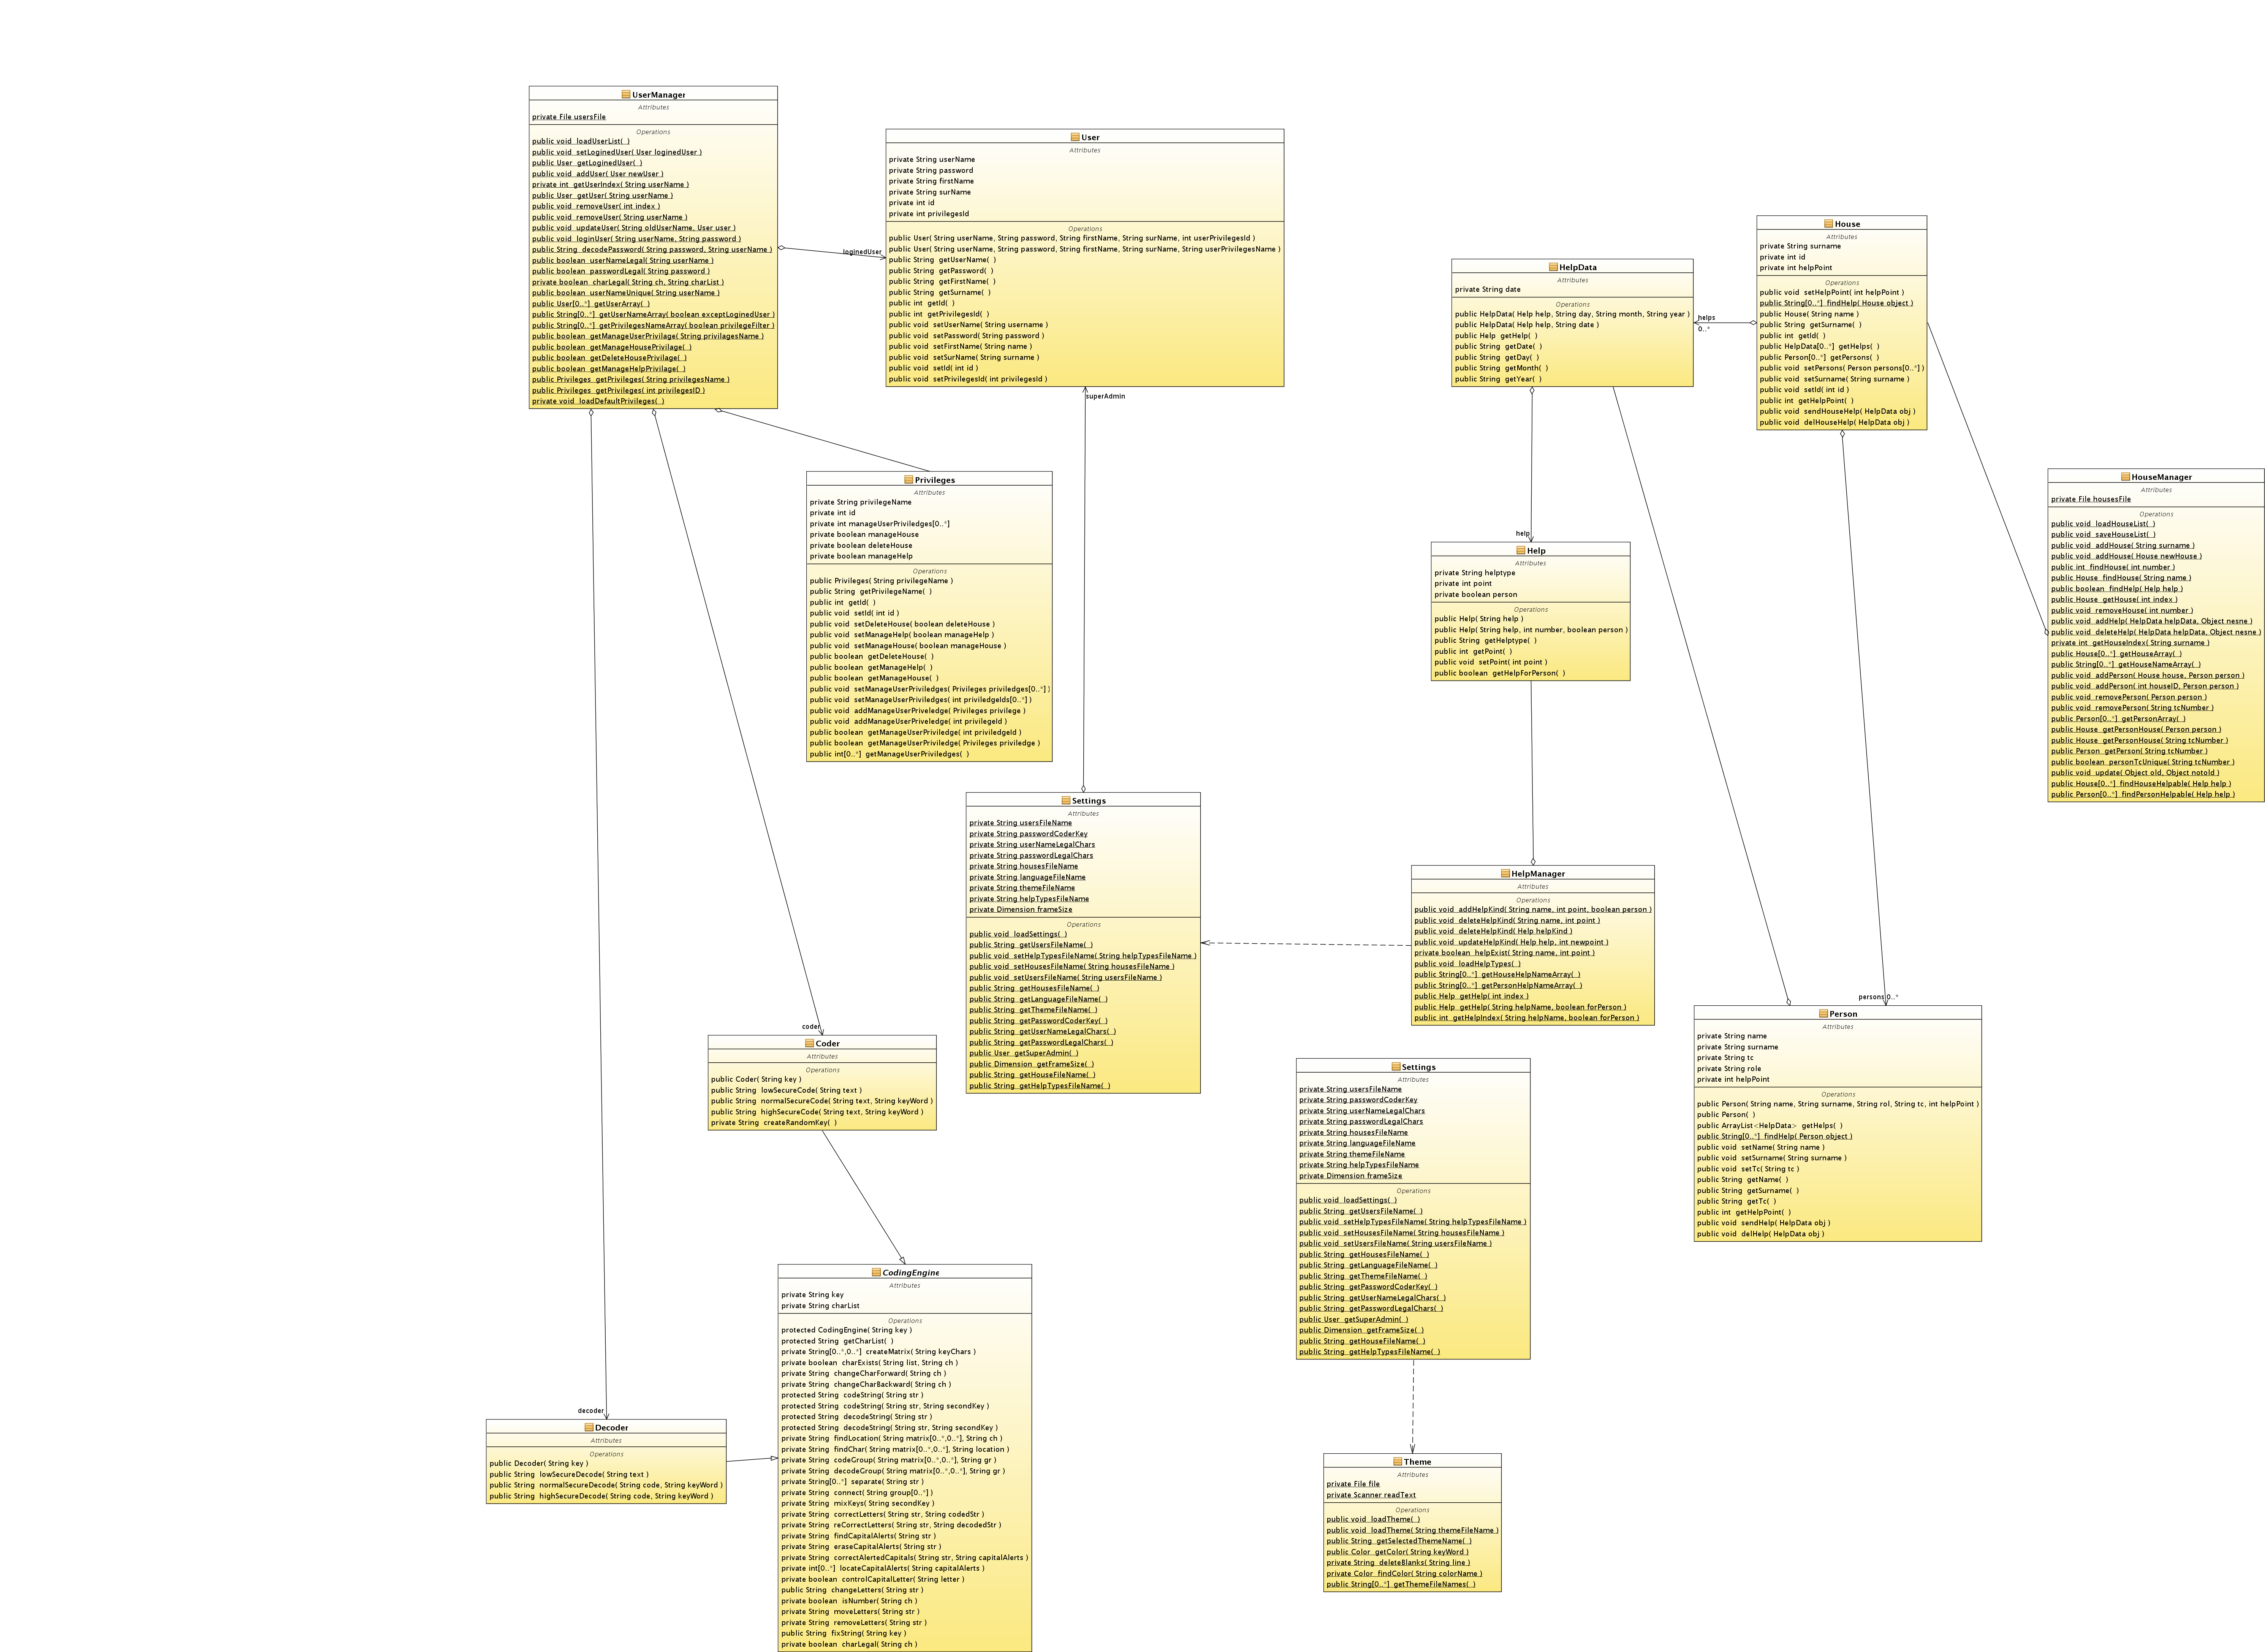 UserManager
Attributes
private File usersFile
Operations
public void loadUserList( )
public void setLoginedUser( User loginedUser )
public User getLoginedUser( )
public void addUser( User newUser )
private int getUserIndex( String userName )
public User getUser( String userName )
public void removeUser( int index )
public void removeUser( String userName )
public void updateUser( String oldUserName, User user )
public void loginUser( String userName, String password )
public String decodePassword( String password, String userName )
public boolean userNameLegal( String userName )
public boolean passwordLegal( String password )
private boolean charLegal( String ch, String charList )
public boolean userNameUnique( String userName )
public User[0..*] getUserArray( )
public String[0..*] getUserNameArray( boolean exceptLoginedUser )
public String[0..*] getPrivilegesNameArray( boolean privilegeFilter )
public boolean getManageUserPrivilage( String privilagesName )
public boolean getManageHousePrivilage( )
public boolean getDeleteHousePrivilage( )
public boolean getManageHelpPrivilage( )
public Privileges getPrivileges( String privilegesName )
public Privileges getPrivileges( int privilegesID )
private void loadDefaultPrivileges( )
loginedUser
User
Attributes
private String userName
private String password
private String firstName
private String surName
private int id
private int privilegesId
Operations
public User( String userName, String password, String firstName, String surName, int userPrivilegesId )
public User( String userName, String password, String firstName, String surName, String userPrivilegesName )
public String getUserName( )
public String getPassword( )
public String getFirstName( )
public String getSurname( )
public int getId( )
public int getPrivilegesId( )
public void setUserName( String username )
public void setPassword( String password )
public void setFirstName( String name )
public void setSurName( String surname )
public void setId( int id )
public void setPrivilegesId( int privilegesId )
superAdmin
HelpData
Attributes
private String date
Operations
public HelpData( Help help, String day, String month, String year )
public HelpData( Help help, String date )
public Help getHelp( )
public String getDate( )
public String getDay( )
public String getMonth( )
public String getYear( )
helps
0..*
House
Attributes
private String surname
private int id
private int helpPoint
Operations
public void setHelpPoint( int helpPoint )
public String[0..*] findHelp( House object )
public House( String name )
public String getSurname( )
public int getId( )
public HelpData[0..*] getHelps( )
public Person[0..*] getPersons( )
public void setPersons( Person persons[0..*] )
public void setSurname( String surname )
public void setId( int id )
public int getHelpPoint( )
public void sendHouseHelp( HelpData obj )
public void delHouseHelp( HelpData obj )
HouseManager
Attributes
private File housesFile
Operations
public void loadHouseList( )
public void saveHouseList( )
public void addHouse( String surname )
public void addHouse( House newHouse )
public int findHouse( int number )
public House findHouse( String name )
public boolean findHelp( Help help )
public House getHouse( int index )
public void removeHouse( int number )
public void addHelp( HelpData helpData, Object nesne )
public void deleteHelp( HelpData helpData, Object nesne )
private int getHouseIndex( String surname )
public House[0..*] getHouseArray( )
public String[0..*] getHouseNameArray( )
public void addPerson( House house, Person person )
public void addPerson( int houseID, Person person )
public void removePerson( Person person )
public void removePerson( String tcNumber )
public Person[0..*] getPersonArray( )
public House getPersonHouse( Person person )
public House getPersonHouse( String tcNumber )
public Person getPerson( String tcNumber )
public boolean personTcUnique( String tcNumber )
public void update( Object old, Object notold )
public House[0..*] findHouseHelpable( Help help )
public Person[0..*] findPersonHelpable( Help help )
Privileges
Attributes
private String privilegeName
private int id
private int manageUserPriviledges[0..*]
private boolean manageHouse
private boolean deleteHouse
private boolean manageHelp
Operations
public Privileges( String privilegeName )
public String getPrivilegeName( )
public int getId( )
public void setId( int id )
public void setDeleteHouse( boolean deleteHouse )
public void setManageHelp( boolean manageHelp )
public void setManageHouse( boolean manageHouse )
public boolean getDeleteHouse( )
public boolean getManageHelp( )
public boolean getManageHouse( )
public void setManageUserPriviledges( Privileges priviledges[0..*] )
public void setManageUserPriviledges( int priviledgeIds[0..*] )
public void addManageUserPriveledge( Privileges privilege )
public void addManageUserPriveledge( int privilegeId )
public boolean getManageUserPriviledge( int priviledgeId )
public boolean getManageUserPriviledge( Privileges priviledge )
public int[0..*] getManageUserPriviledges( )
help
Help
Attributes
private String helptype
private int point
private boolean person
Operations
public Help( String help )
public Help( String help, int number, boolean person )
public String getHelptype( )
public int getPoint( )
public void setPoint( int point )
public boolean getHelpForPerson( )
Settings
Attributes
private String usersFileName
private String passwordCoderKey
private String userNameLegalChars
private String passwordLegalChars
private String housesFileName
private String languageFileName
private String themeFileName
private String helpTypesFileName
private Dimension frameSize
Operations
public void loadSettings( )
public String getUsersFileName( )
public void setHelpTypesFileName( String helpTypesFileName )
public void setHousesFileName( String housesFileName )
public void setUsersFileName( String usersFileName )
public String getHousesFileName( )
public String getLanguageFileName( )
public String getThemeFileName( )
public String getPasswordCoderKey( )
public String getUserNameLegalChars( )
public String getPasswordLegalChars( )
public User getSuperAdmin( )
public Dimension getFrameSize( )
public String getHouseFileName( )
public String getHelpTypesFileName( )
HelpManager
Attributes
Operations
public void addHelpKind( String name, int point, boolean person )
public void deleteHelpKind( String name, int point )
public void deleteHelpKind( Help helpKind )
public void updateHelpKind( Help help, int newpoint )
private boolean helpExist( String name, int point )
public void loadHelpTypes( )
public String[0..*] getHouseHelpNameArray( )
public String[0..*] getPersonHelpNameArray( )
public Help getHelp( int index )
public Help getHelp( String helpName, boolean forPerson )
public int getHelpIndex( String helpName, boolean forPerson )
persons 0..*
Person
Attributes
private String name
private String surname
private String tc
private String role
private int helpPoint
Operations
public Person( String name, String surname, String rol, String tc, int helpPoint )
public Person( )
public ArrayList<HelpData> getHelps( )
public String[0..*] findHelp( Person object )
public void setName( String name )
public void setSurname( String surname )
public void setTc( String tc )
public String getName( )
public String getSurname( )
public String getTc( )
public int getHelpPoint( )
public void sendHelp( HelpData obj )
public void delHelp( HelpData obj )
coder
Coder
Attributes
Operations
public Coder( String key )
public String lowSecureCode( String text )
public String normalSecureCode( String text, String keyWord )
public String highSecureCode( String text, String keyWord )
private String createRandomKey( )
Settings
Attributes
private String usersFileName
private String passwordCoderKey
private String userNameLegalChars
private String passwordLegalChars
private String housesFileName
private String languageFileName
private String themeFileName
private String helpTypesFileName
private Dimension frameSize
Operations
public void loadSettings( )
public String getUsersFileName( )
public void setHelpTypesFileName( String helpTypesFileName )
public void setHousesFileName( String housesFileName )
public void setUsersFileName( String usersFileName )
public String getHousesFileName( )
public String getLanguageFileName( )
public String getThemeFileName( )
public String getPasswordCoderKey( )
public String getUserNameLegalChars( )
public String getPasswordLegalChars( )
public User getSuperAdmin( )
public Dimension getFrameSize( )
public String getHouseFileName( )
public String getHelpTypesFileName( )
CodingEngine
Attributes
private String key
private String charList
Operations
protected CodingEngine( String key )
protected String getCharList( )
private String[0..*,0..*] createMatrix( String keyChars )
private boolean charExists( String list, String ch )
private String changeCharForward( String ch )
private String changeCharBackward( String ch )
protected String codeString( String str )
protected String codeString( String str, String secondKey )
protected String decodeString( String str )
protected String decodeString( String str, String secondKey )
private String findLocation( String matrix[0..*,0..*], String ch )
private String findChar( String matrix[0..*,0..*], String location )
private String codeGroup( String matrix[0..*,0..*], String gr )
private String decodeGroup( String matrix[0..*,0..*], String gr )
private String[0..*] separate( String str )
private String connect( String group[0..*] )
private String mixKeys( String secondKey )
private String correctLetters( String str, String codedStr )
private String reCorrectLetters( String str, String decodedStr )
private String findCapitalAlerts( String str )
private String eraseCapitalAlerts( String str )
private String correctAlertedCapitals( String str, String capitalAlerts )
private int[0..*] locateCapitalAlerts( String capitalAlerts )
private boolean controlCapitalLetter( String letter )
public String changeLetters( String str )
private boolean isNumber( String ch )
private String moveLetters( String str )
private String removeLetters( String str )
public String fixString( String key )
private boolean charLegal( String ch )
decoder
Decoder
Attributes
Operations
public Decoder( String key )
public String lowSecureDecode( String text )
public String normalSecureDecode( String code, String keyWord )
public String highSecureDecode( String code, String keyWord )
Theme
Attributes
private File file
private Scanner readText
Operations
public void loadTheme( )
public void loadTheme( String themeFileName )
public String getSelectedThemeName( )
public Color getColor( String keyWord )
private String deleteBlanks( String line )
private Color findColor( String colorName )
public String[0..*] getThemeFileNames( )